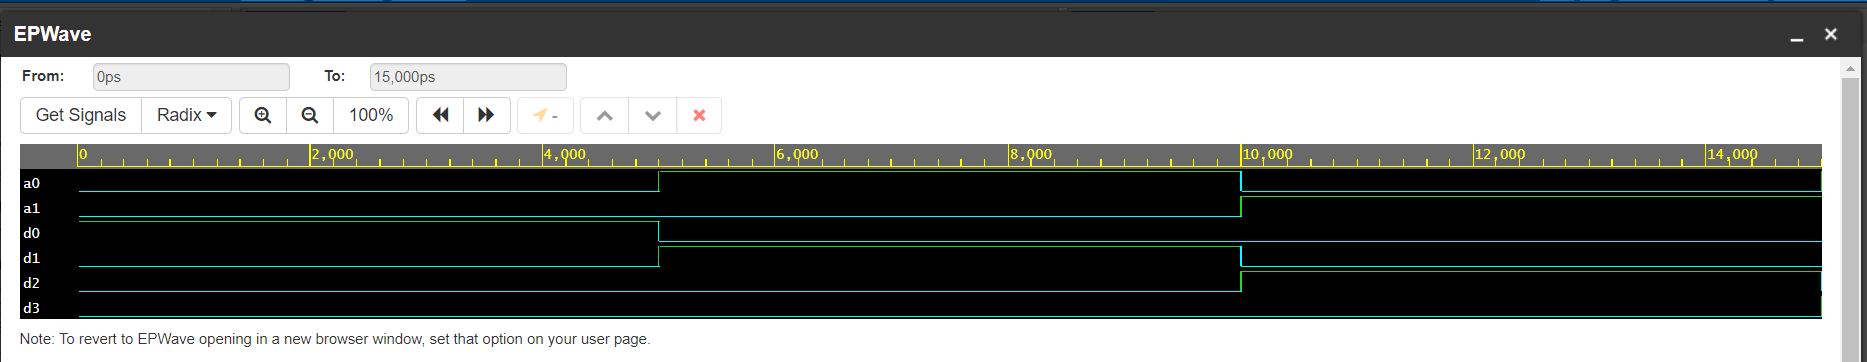 EPWave
From: 0ps To: 15,000ps
Get Signals Radix 100% -
0 2,000 4,000 6,000 8,000 10,000 12,000 14,000
a0
a1
d0
d1
d2
d3
Note: To revert to EPWave opening in a new browser window, set that option on your user page.